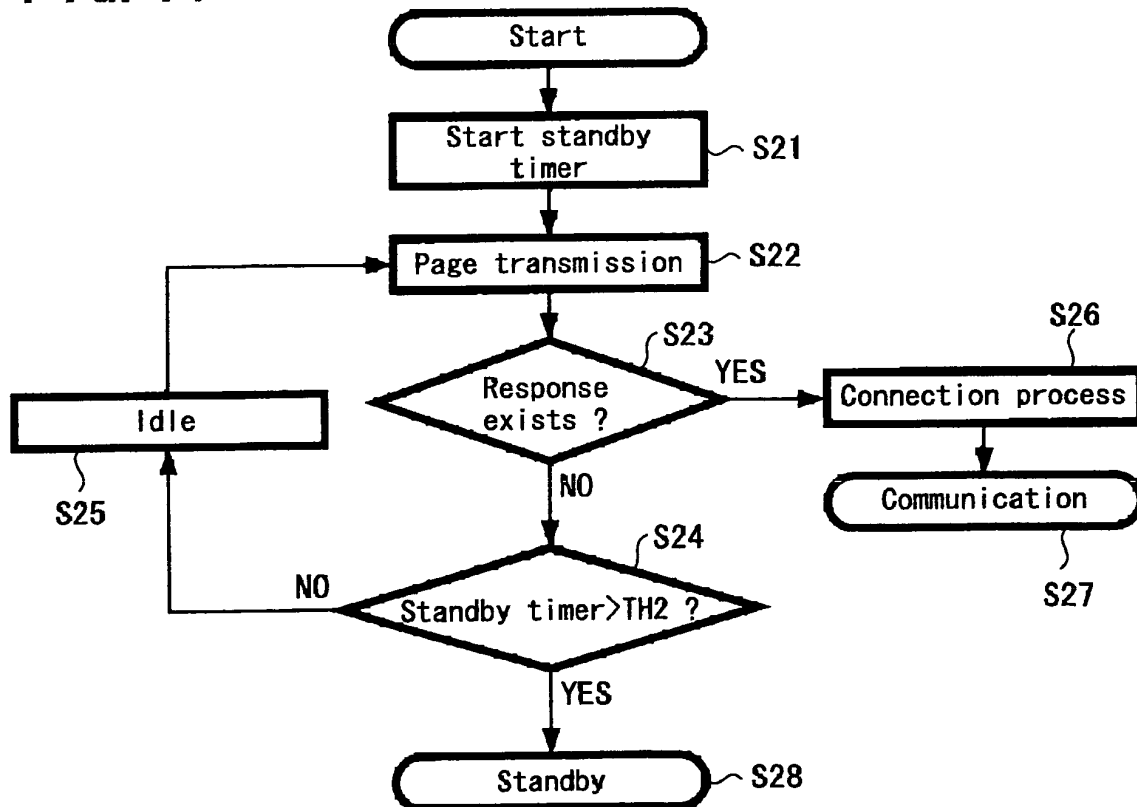 Start
Start standby
timer
S21
Page transmission
S22
S23
Response
exists ?
YES
S26
Connection process
Idle
S25
NO
Communication
S27
S24
NO
Standby timer>TH2 ?
YES
Standby
S28